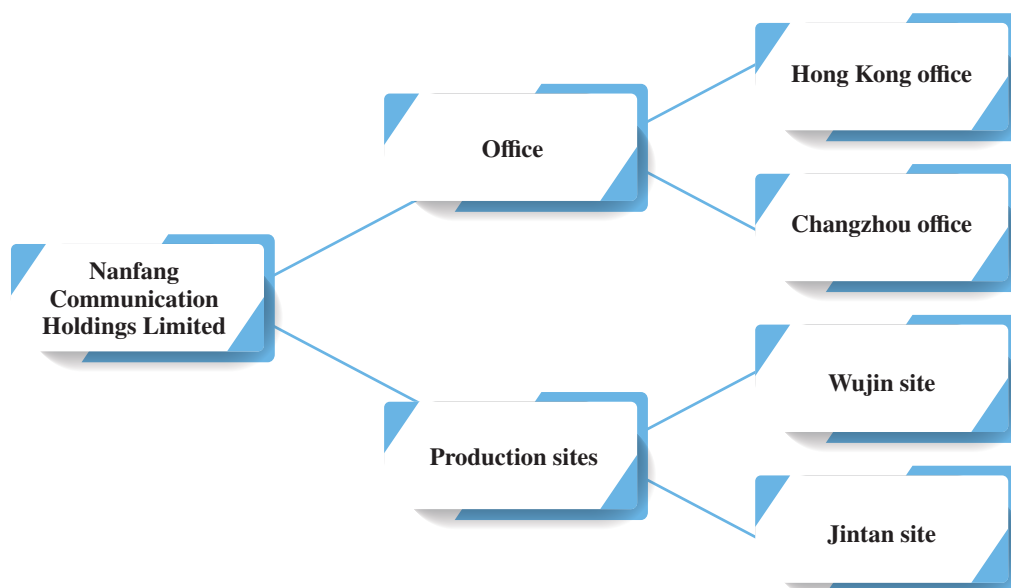 Nanfang
Communication
Holdings Limited
Office
Production sites
Hong Kong office
Changzhou office
Wujin site
Jintan site